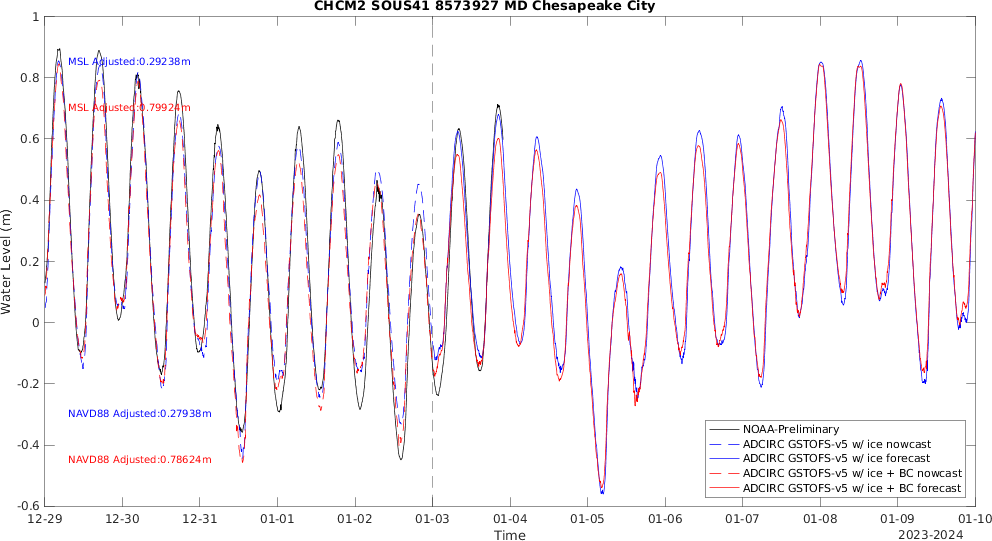 CHCM2 SOUS41 8573927 MD Chesapeake City
1
0.8
0.6
0.4
0.2
0
-0.2
-0.4
-0.6
Water Level (m)
MSL Adjusted:0.29238m
MSL Adjusted:0.79924m
NAVD88 Adjusted:0.27938m
NAVD88 Adjusted:0.78624m
NOAA-Preliminary
ADCIRC GSTOFS-v5 w/ ice nowcast
ADCIRC GSTOFS-v5 w/ ice forecast
ADCIRC GSTOFS-v5 w/ ice + BC nowcast
ADCIRC GSTOFS-v5 w/ ice + BC forecast
12-29 12-30 12-31 01-01 01-02 01-03 01-04 01-05 01-06 01-07 01-08 01-09 01-10
Time
2023-2024